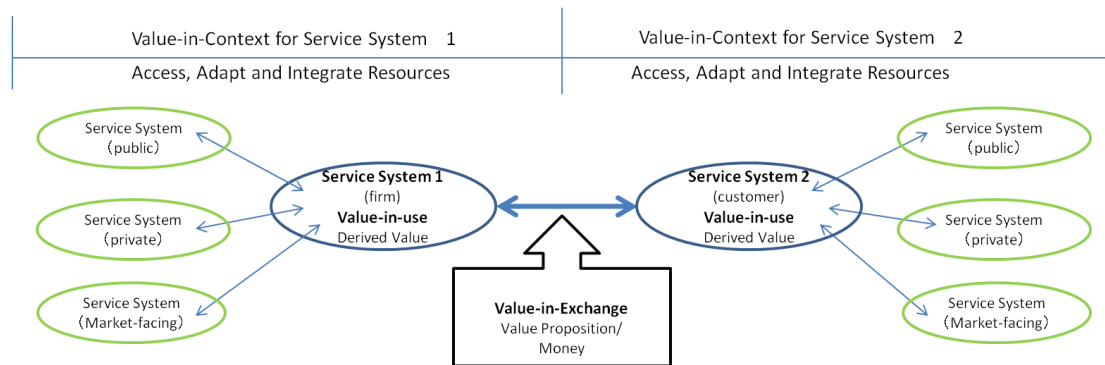 Value-in-Context for Service System 1
Value-in-Context for Service System 2
Access, Adapt and Integrate Resources
Access, Adapt and Integrate Resources
Service System
（public）
Service System
（private）
Service System
（Market-facing）
Service System 1
(firm)
Value-in-use
Derived Value
Value-in-Exchange
Value Proposition/
Money
Service System 2
(customer)
Value-in-use
Derived Value
Service System
（public）
Service System
（private）
Service System
（Market-facing）